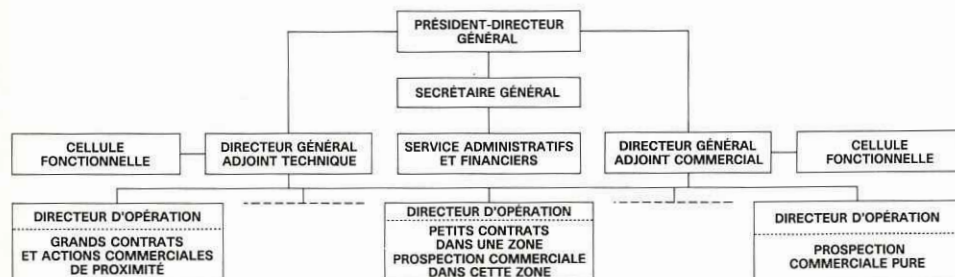 PRÉSIDENT-DIRECTEUR
GÉNÉRAL
SECRÉTAIRE GÉNÉRAL
CELLULE
FONCTIONNELLE
DIRECTEUR GÉNÉRAL
ADJOINT TECHNIQUE
SERVICE ADMINISTRATIFS
ET FINANCIERS
DIRECTEUR GÉNÉRAL
ADJOINT COMMERCIAL
CELLULE
FONCTIONNELLE
DIRECTEUR D'OPÉRATION
GRANDS CONTRATS
ET ACTIONS COMMERCIALES
DE PROXIMITÉ
DIRECTEUR D'OPÉRATION
PETITS CONTRATS
DANS UNE ZONE
PROSPECTION COMMERCIALE
DANS CETTE ZONE
DIRECTEUR D'OPÉRATION
PROSPECTION
COMMERCIALE PURE